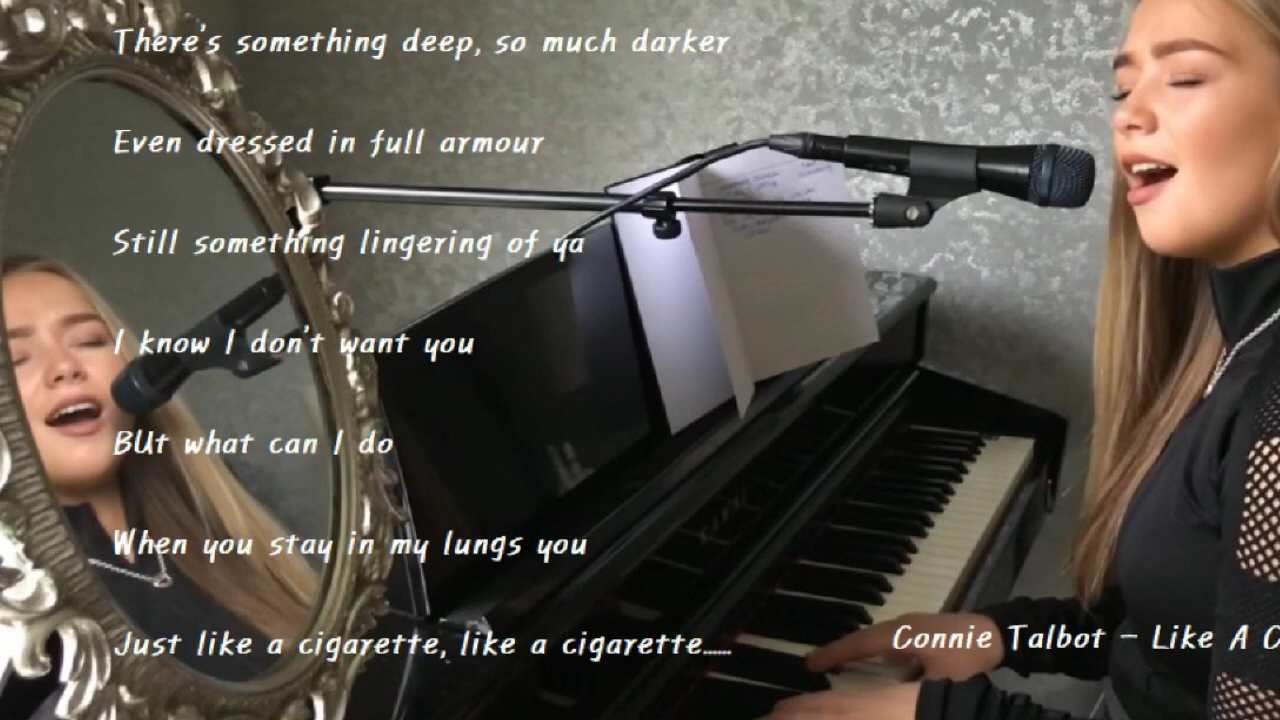 There's something deep, so much darker
Even dressed in full armour
Still something lingering of ya
I know I don't want you
BUt what can I do
When you stay in my lungs you
Just like a cigarette, like a cigarette......
Connie Talbot - Like A C